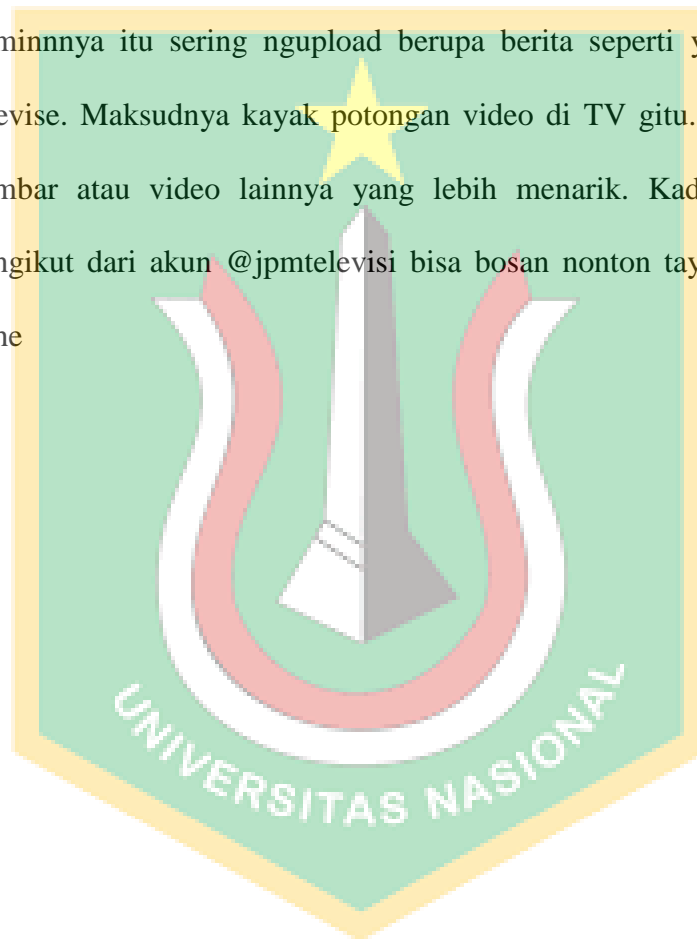 minnnya itu sering ngupload berupa berita seperti y
evise. Maksudnya kayak potongan video di TV gitu.
mbar atau video lainnya yang lebih menarik. Kad
ngikut dari akun @jpmtelevisi bisa bosan nonton tay
ne
UNIVERSITAS NASIONAL